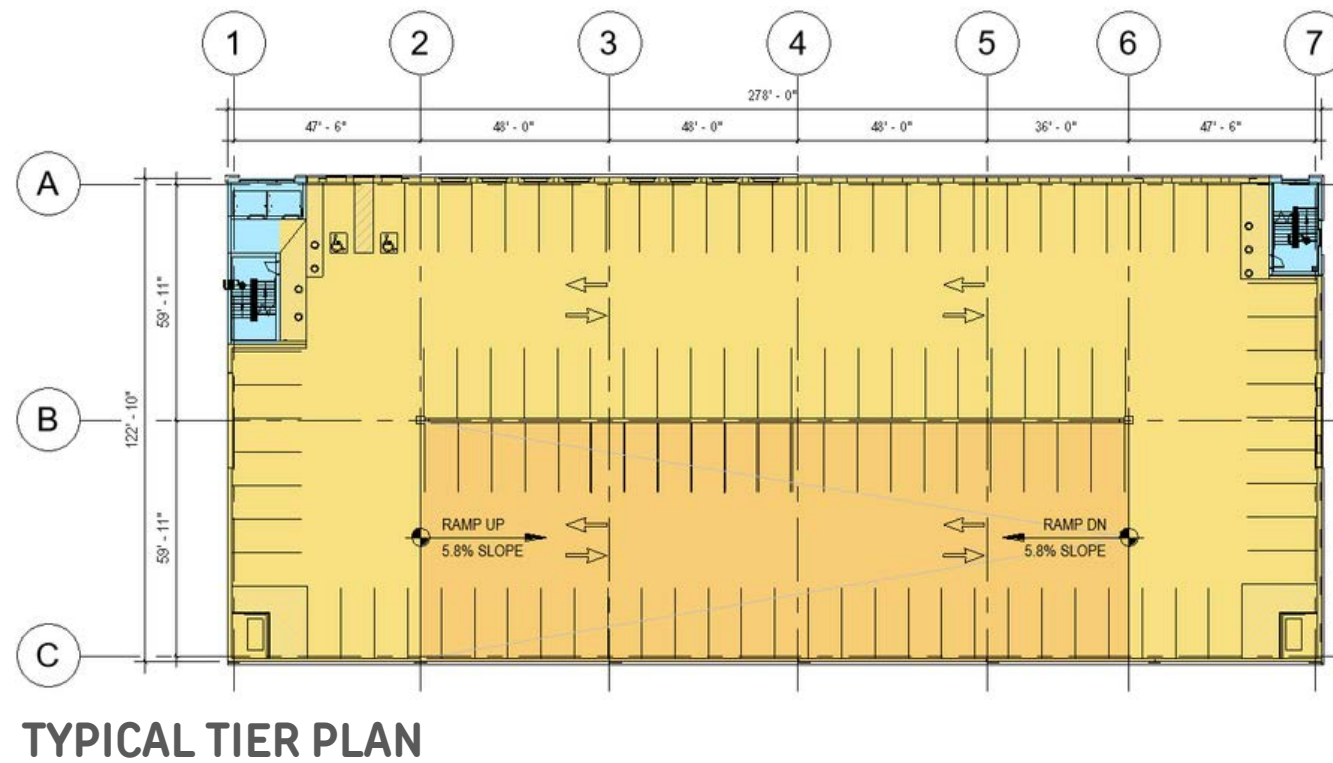 1 2 3 4 5 6 7
278' - 0"
47' - 6" 48' - 0" 48' - 0" 48' - 0" 36' - 0" 47' - 6"
A
59' - 11"
B
122' - 10"
RAMP UP
5.8% SLOPE
RAMP DN
5.8% SLOPE
59' - 11"
C
TYPICAL TIER PLAN